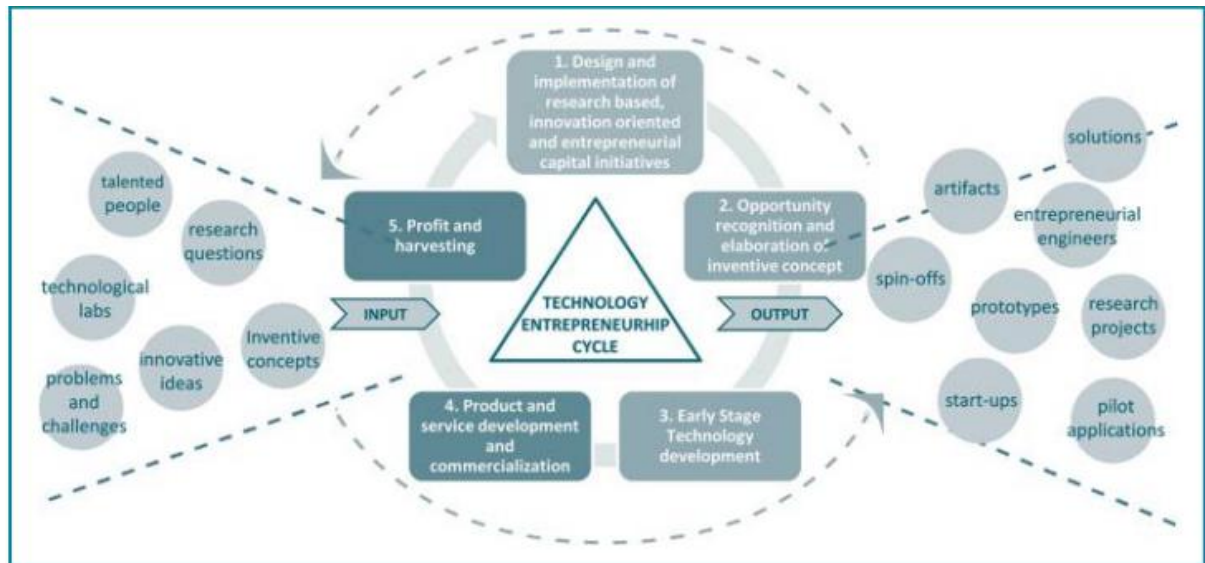 1. Design and
implementation of
research based,
innovation oriented
and entrepreneurial
capital initiatives
talented
people
research
questions
technological
labs
Inventive
concepts
innovative
ideas
problems
and
challenges
5. Profit and
harvesting
INPUT
TECHNOLOGY
ENTREPRENEURHIP
CYCLE
2. Opportunity
recognition and
elaboration of
inventive concept
OUTPUT
4. Product and
service development
and
commercialization
3. Early Stage
Technology
development
solutions
artifacts
entrepreneurial
engineers
spin-offs
prototypes
research
projects
start-ups
pilot
applications